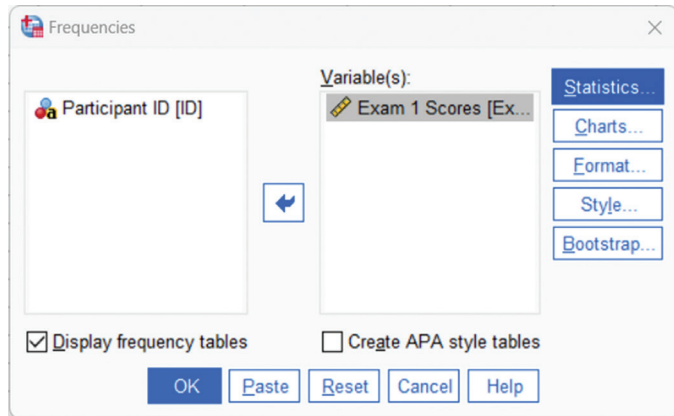 Frequencies
Variable(s):
a Participant ID [ID]
Exam 1 Scores [Ex...
Statistics...
Charts...
Format...
Style...
Bootstrap...
Display frequency tables
Create APA style tables
OK
Paste
Reset
Cancel
Help